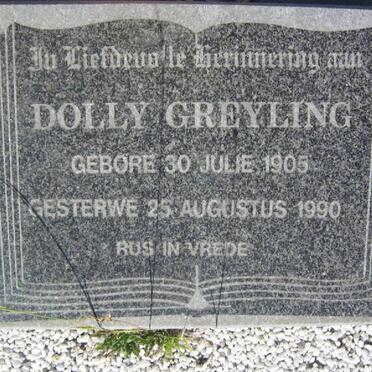 In Liefdevolle herinnering aan
DOLLY GREYLING
GEBORE 30 JULIE 1905
GESTERWE 25 AUGUSTUS 1990
RUS IN VREDE